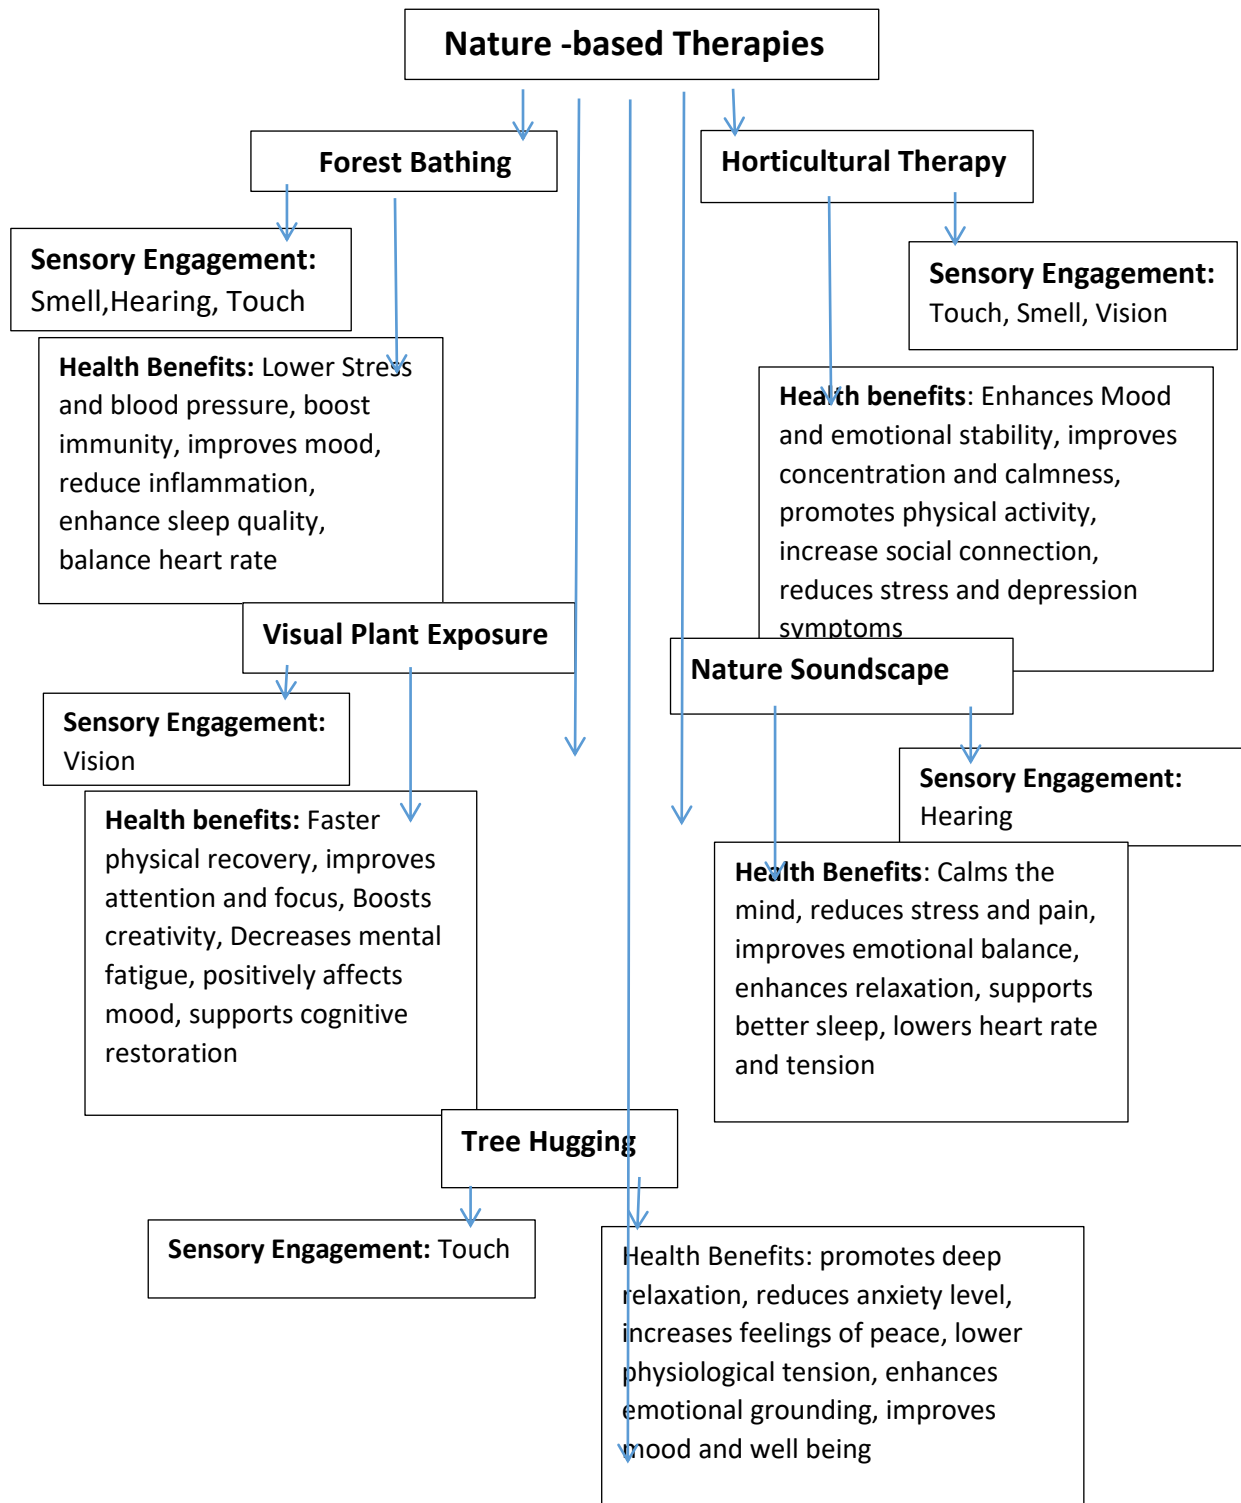 Nature -based Therapies
Forest Bathing
Horticultural Therapy
Sensory Engagement:
Smell,Hearing, Touch
Sensory Engagement:
Touch, Smell, Vision
Health Benefits: Lower Stress
and blood pressure, boost
immunity, improves mood,
reduce inflammation,
enhance sleep quality,
balance heart rate
Health benefits: Enhances Mood
and emotional stability, improves
concentration and calmness,
promotes physical activity,
increase social connection,
reduces stress and depression
symptoms
Visual Plant Exposure
Nature Soundscape
Sensory Engagement:
Vision
Sensory Engagement:
Hearing
Health benefits: Faster
physical recovery, improves
attention and focus, Boosts
creativity, Decreases mental
fatigue, positively affects
mood, supports cognitive
restoration
Health Benefits: Calms the
mind, reduces stress and pain,
improves emotional balance,
enhances relaxation, supports
better sleep, lowers heart rate
and tension
Tree Hugging
Sensory Engagement: Touch
Health Benefits: promotes deep
relaxation, reduces anxiety level,
increases feelings of peace, lower
physiological tension, enhances
emotional grounding, improves
mood and well being